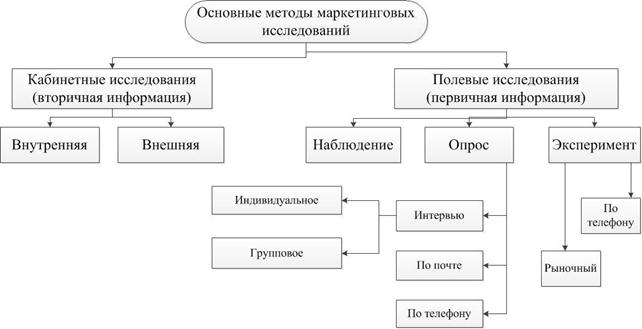 Основные методы маркетинговых
исследований
Кабинетные исследования
(вторичная информация)
Полевые исследования
(первичная информация)
Внутренняя
Внешняя
Наблюдение
Опрос
Эксперимент
Индивидуальное
Интервью
По
телефону
Групповое
По почте
Рыночный
По телефону